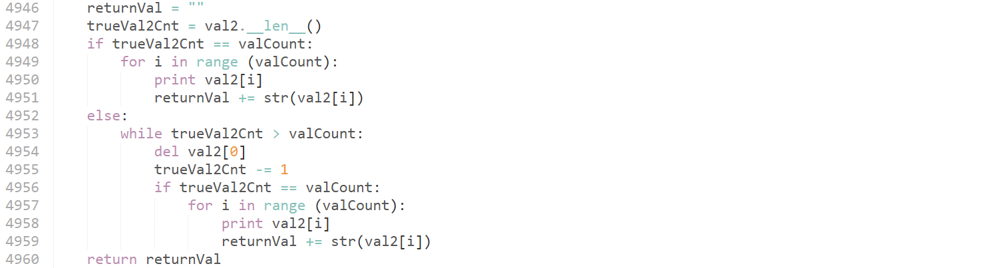 4946 returnVal = ""
4947 trueVal2Cnt = val2.__len__()
4948 if trueVal2Cnt == valCount:
4949 for i in range (valCount):
4950 print val2[i]
4951 returnVal += str(val2[i])
4952 else:
4953 while trueVal2Cnt > valCount:
4954 del val2[0]
4955 trueVal2Cnt -= 1
4956 if trueVal2Cnt == valCount:
4957 for i in range (valCount):
4958 print val2[i]
4959 returnVal += str(val2[i])
4960 return returnVal